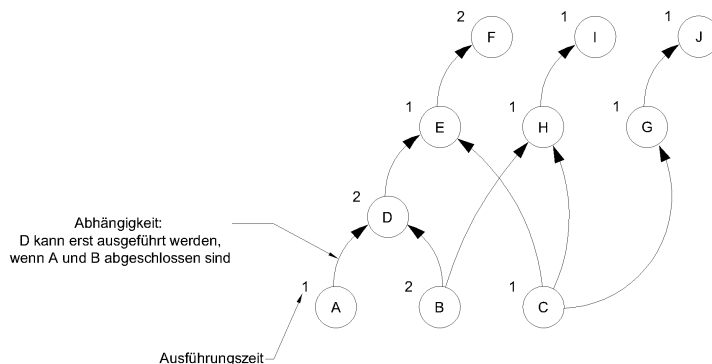 2 F
1 I
1 J
1 E
1 H
1 G
2 D
Abhängigkeit:
D kann erst ausgeführt werden,
wenn A und B abgeschlossen sind
1 A
2 B
1 C
Ausführungszeit